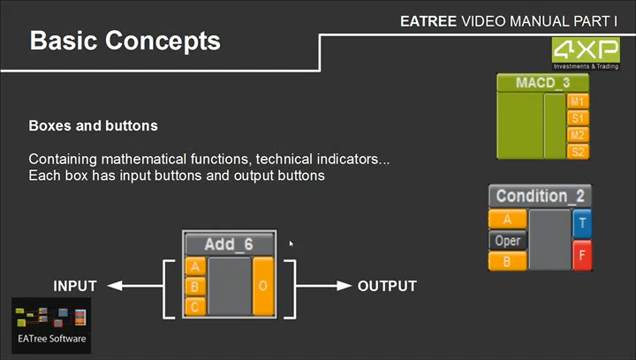 EATREE VIDEO MANUAL PART I
Basic Concepts
4XP
Investments & Trading
MACD_3
M1
S1
M2
S2
Boxes and buttons
Containing mathematical functions, technical indicators...
Each box has input buttons and output buttons
Condition_2
A
T
Oper
B
F
Add_6
A
B
O
C
INPUT
OUTPUT
EATree Software